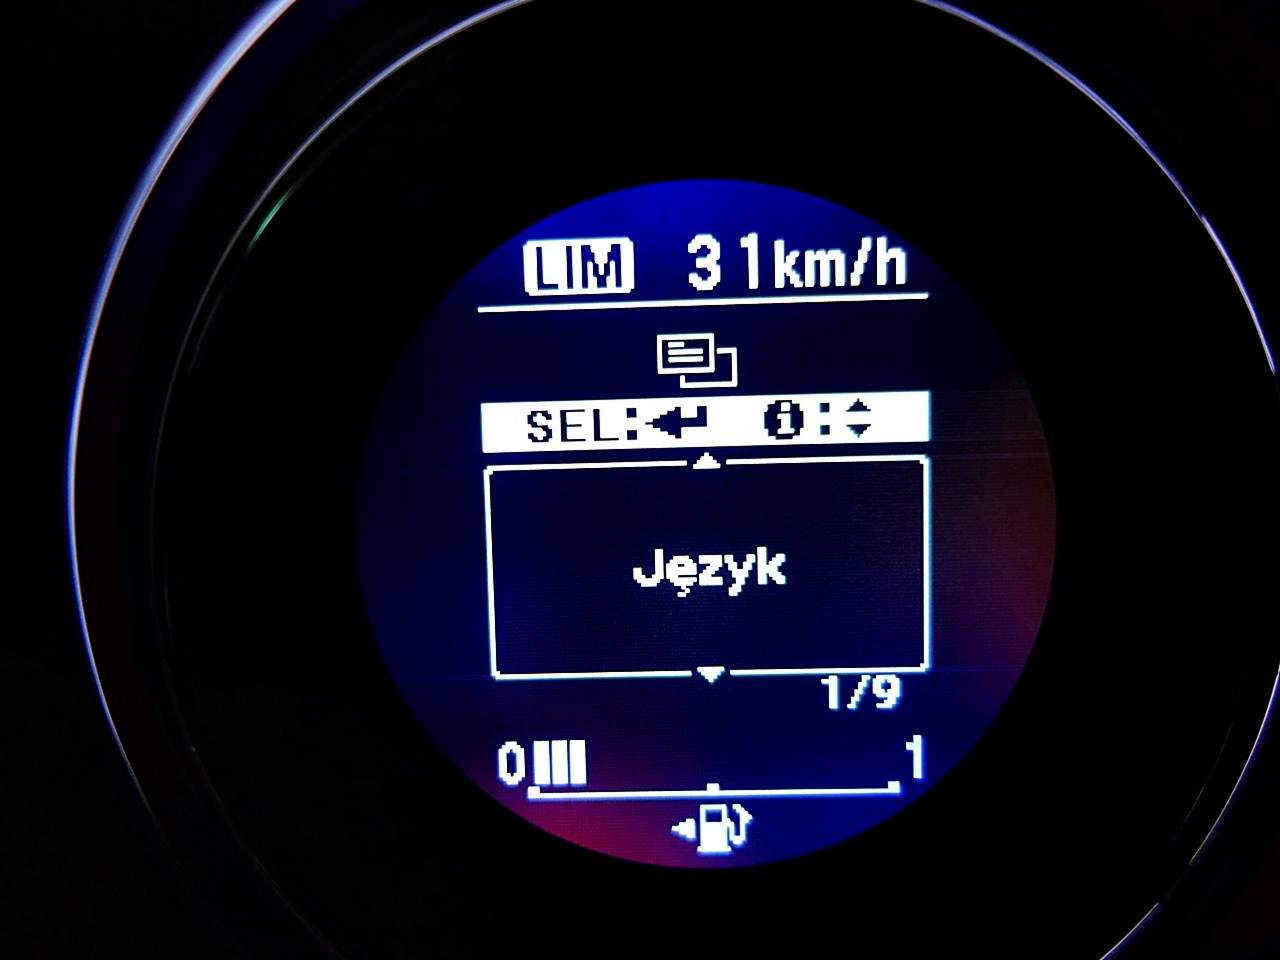 LIM 31km/h
SEL: i :
Język
1/9
0 1